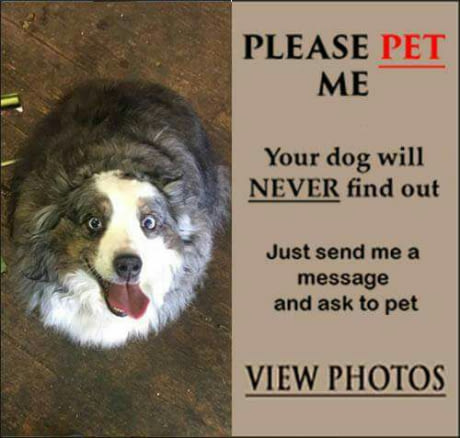 PLEASE PET
ME
Your dog will
NEVER find out
Just send me a
message
and ask to pet
VIEW PHOTOS